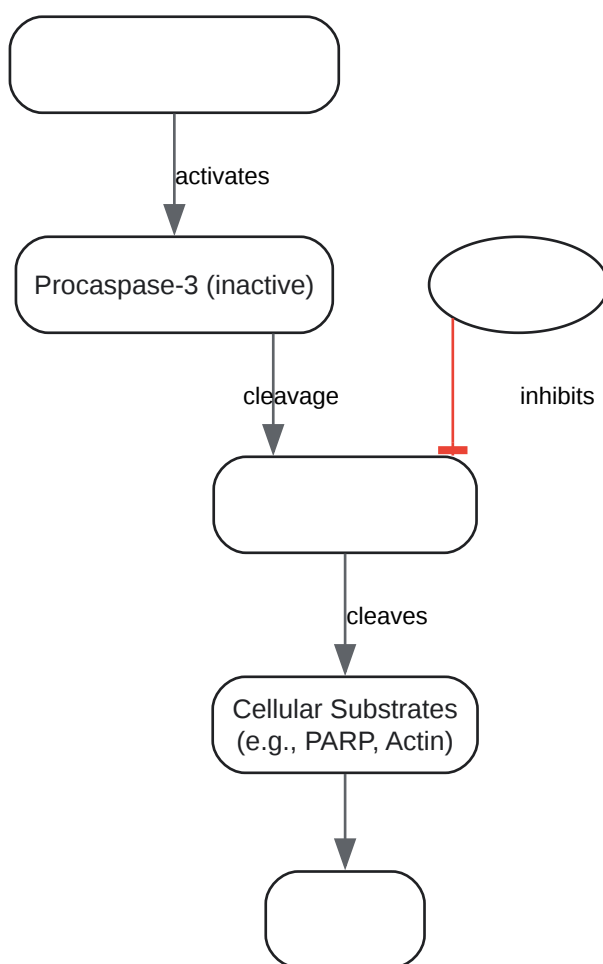 activates
Procaspase-3 (inactive)
cleavage
inhibits
cleaves
Cellular Substrates
(e.g., PARP, Actin)